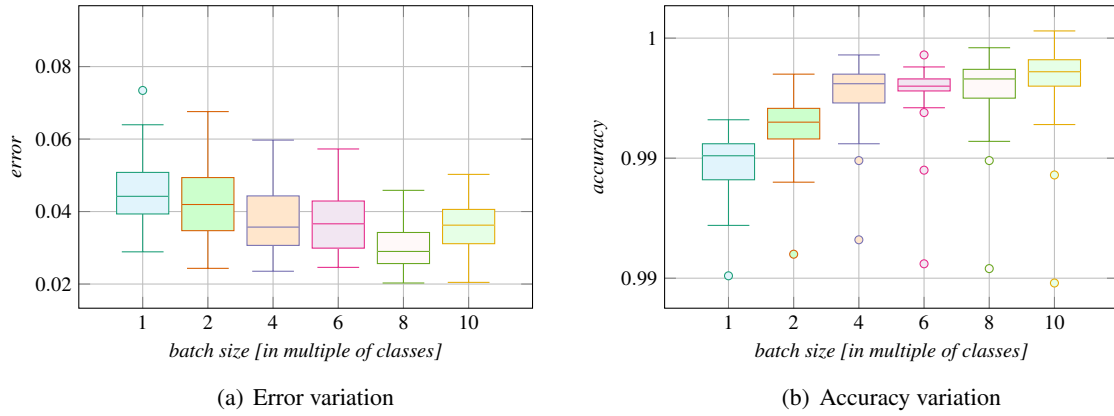 0.08
0.06
0.04
0.02
error
1 2 4 6 8 10
batch size [in multiple of classes]
(a) Error variation
1
0.99
0.99
accuracy
1 2 4 6 8 10
batch size [in multiple of classes]
(b) Accuracy variation